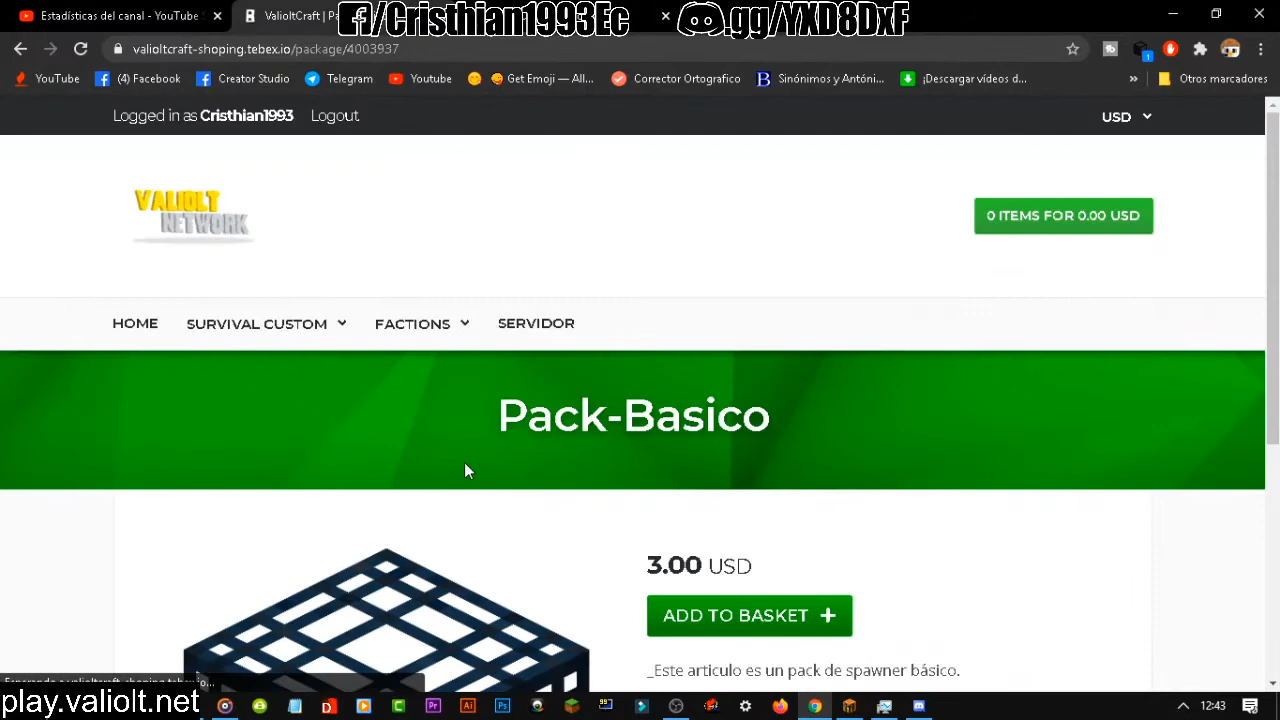 Estadísticas del canal - YouTube S
ValioltCraft | Pa
/Cristhian1993Ec
.gg/YXD8DxF
valioltcraft-shoping.tebex.io/package/4003937
YouTube
(4) Facebook
Creator Studio
Telegram
Youtube
Get Emoji — All...
Corrector Ortografico
Sinónimos y Antóni...
¡Descargar vídeos d...
Otros marcadores
Logged in as Cristhian1993 Logout
USD
VALIOLT
NETWORK
0 ITEMS FOR 0.00 USD
HOME
SURVIVAL CUSTOM
FACTIONS
SERVIDOR
Pack-Basico
3.00 USD
ADD TO BASKET +
_Este articulo es un pack de spawner básico.
play.valiolt.net
12:43